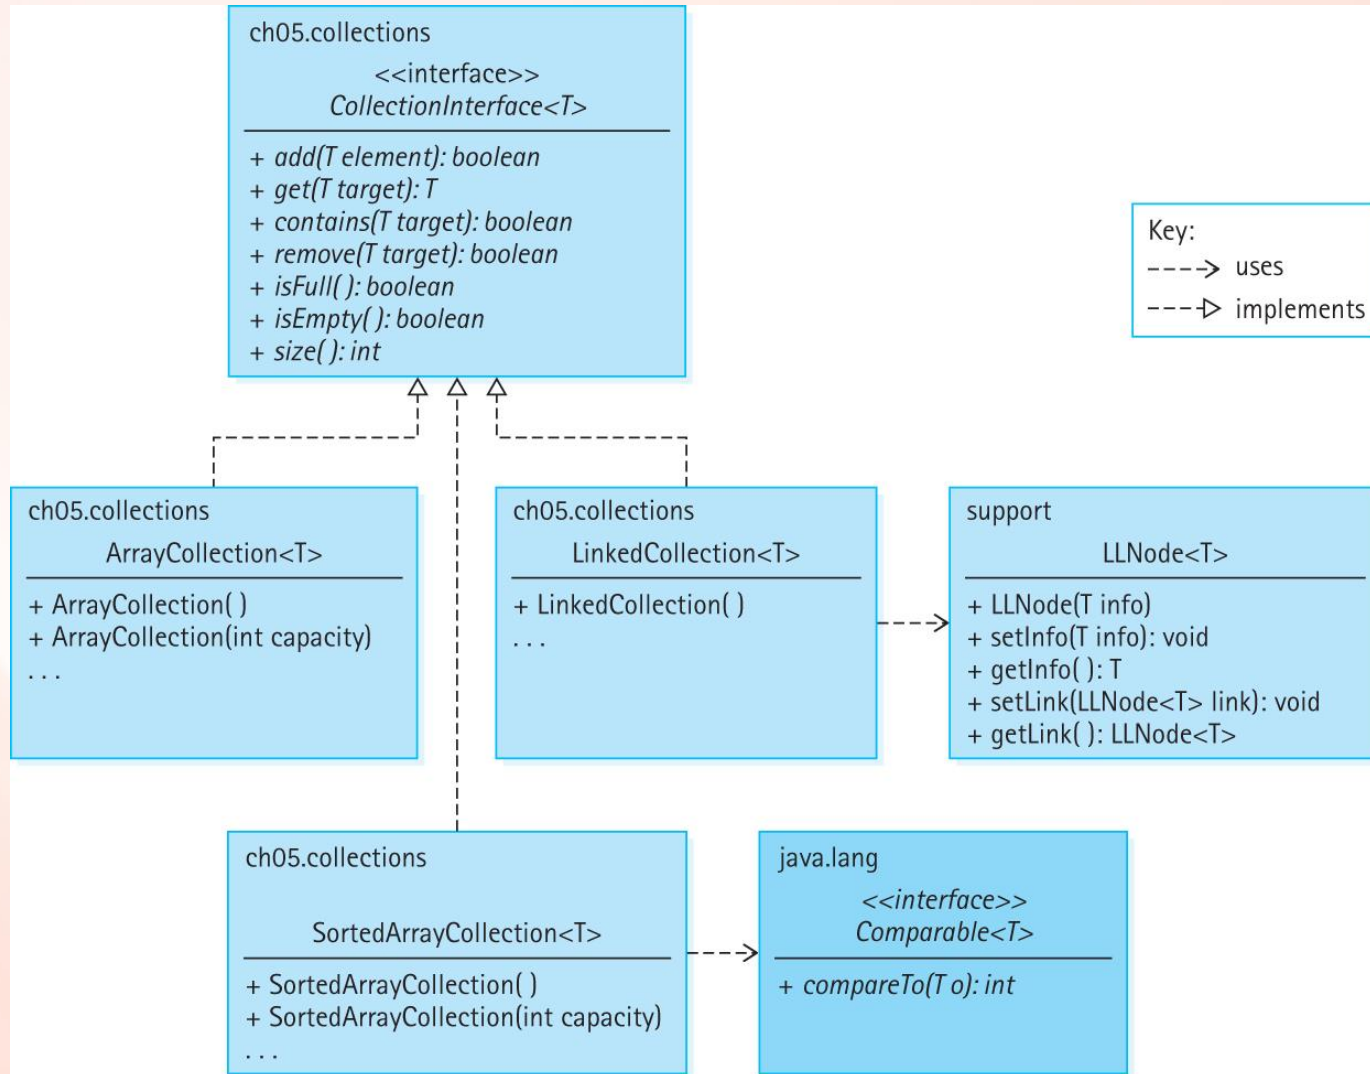 ch05.collections
<<interface>>
CollectionInterface<T>
+ add(T element): boolean
+ get(T target): T
+ contains(T target): boolean
+ remove(T target): boolean
+ isFull( ): boolean
+ isEmpty( ): boolean
+ size( ): int
Key:
uses
implements
ch05.collections
ArrayCollection<T>
+ ArrayCollection( )
+ ArrayCollection(int capacity)
. . .
ch05.collections
LinkedCollection<T>
+ LinkedCollection( )
. . .
support
LLNode<T>
+ LLNode(T info)
+ setInfo(T info): void
+ getInfo( ): T
+ setLink(LLNode<T> link): void
+ getLink( ): LLNode<T>
ch05.collections
SortedArrayCollection<T>
+ SortedArrayCollection( )
+ SortedArrayCollection(int capacity)
. . .
java.lang
<<interface>>
Comparable<T>
+ compareTo(T o): int